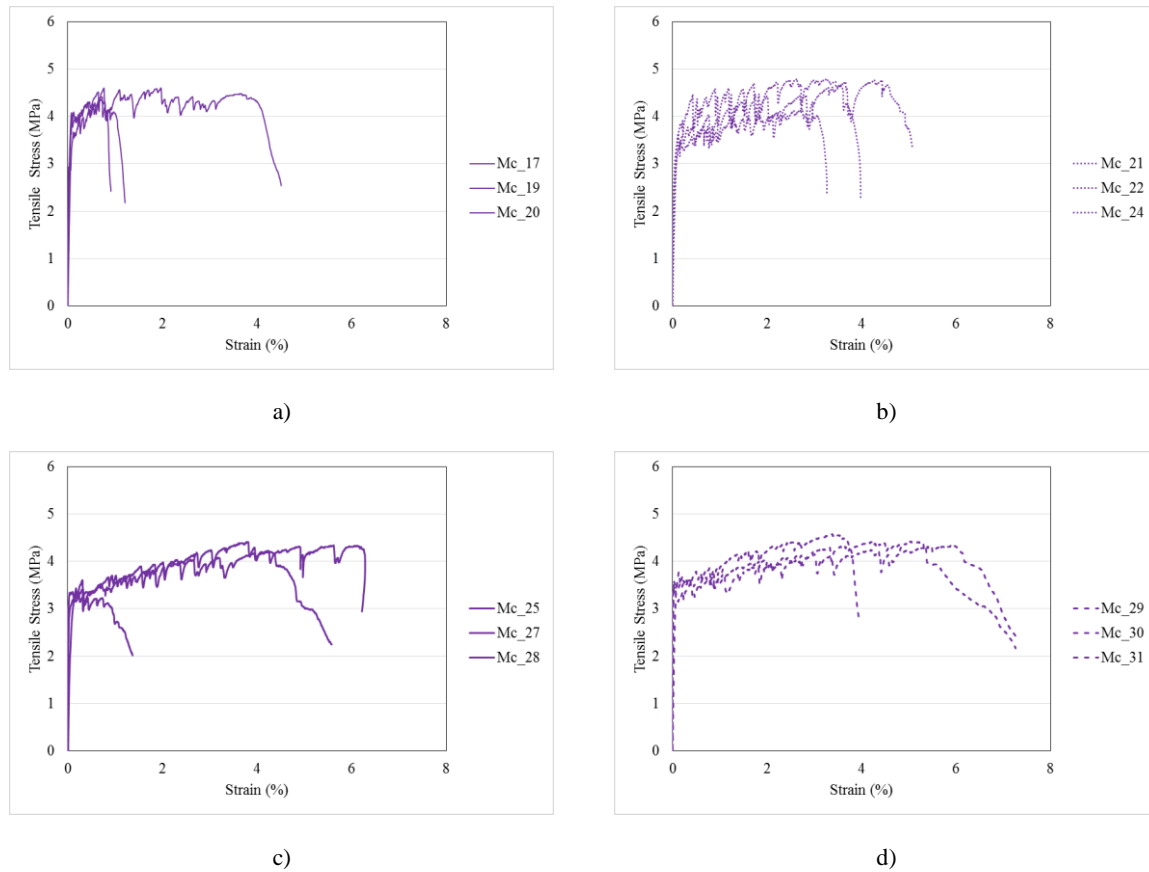 6
5
4
3
2
1
0
Tensile Stress (MPa)
0 2 4 6 8
Strain (%)
Mc_17
Mc_19
Mc_20
a)
6
5
4
3
2
1
0
Tensile Stress (MPa)
0 2 4 6 8
Strain (%)
Mc_21
Mc_22
Mc_24
b)
6
5
4
3
2
1
0
Tensile Stress (MPa)
0 2 4 6 8
Strain (%)
Mc_25
Mc_27
Mc_28
c)
6
5
4
3
2
1
0
Tensile Stress (MPa)
0 2 4 6 8
Strain (%)
Mc_29
Mc_30
Mc_31
d)